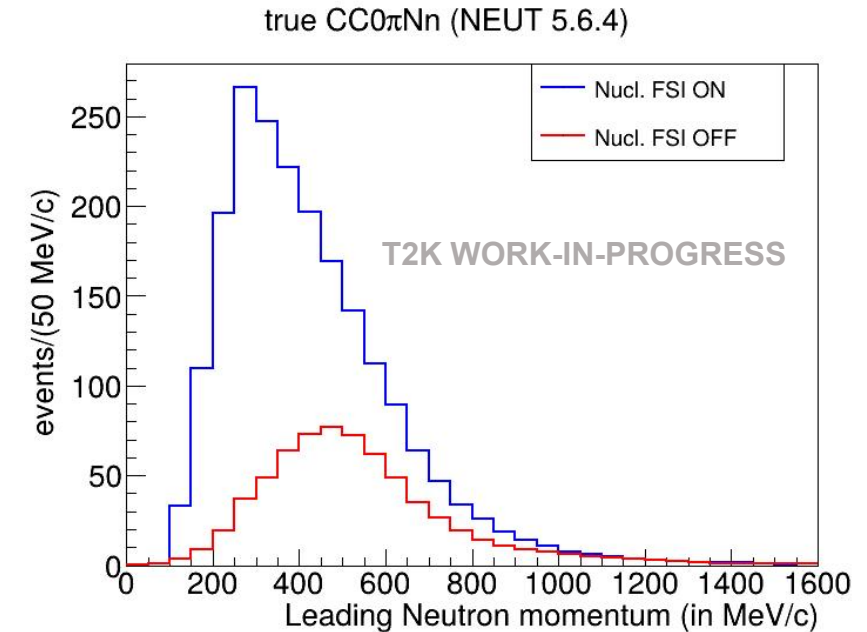 true CC0πNn (NEUT 5.6.4)
Nucl. FSI ON
Nucl. FSI OFF
T2K WORK-IN-PROGRESS
events/(50 MeV/c)
250
200
150
100
50
0
0 200 400 600 800 1000 1200 1400 1600
Leading Neutron momentum (in MeV/c)